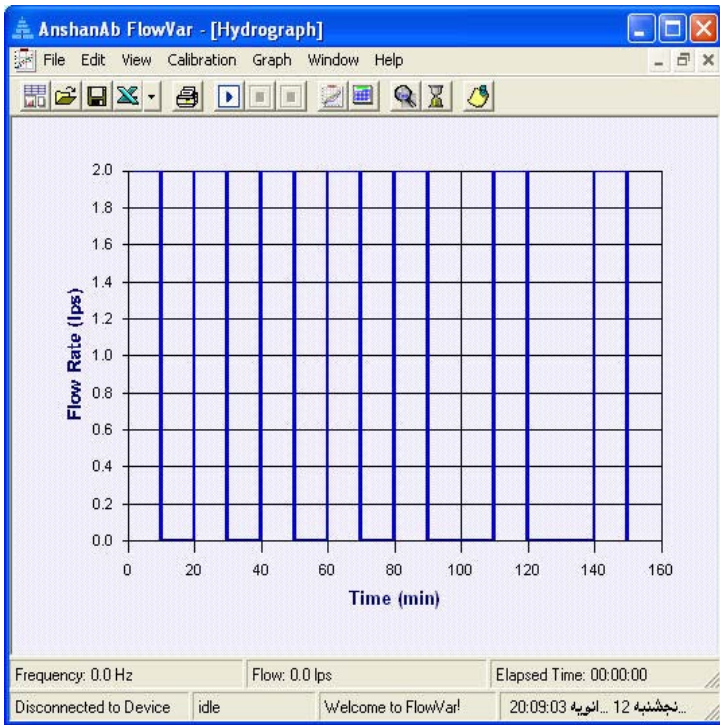 AnshanAb FlowVar - [Hydrograph]
File Edit View Calibration Graph Window Help
2.0
1.8
1.6
1.4
1.2
1.0
0.8
0.6
0.4
0.2
0.0
Flow Rate (lps)
0 20 40 60 80 100 120 140 160
Time (min)
Frequency: 0.0 Hz Flow: 0.0 lps Elapsed Time: 00:00:00
Disconnected to Device idle Welcome to FlowVar! 20:09:03 نجشنبه 12 ...انویه...